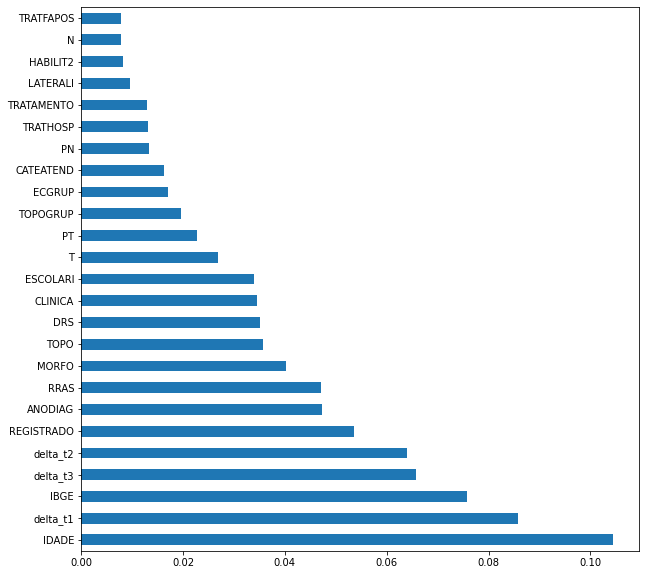 TRATFAPOS
N
HABILIT2
LATERALI
TRATAMENTO
TRATHOSP
PN
CATEATEND
ECGRUP
TOPOGRUP
PT
T
ESCOLARI
CLINICA
DRS
TOPO
MORFO
RRAS
ANODIAG
REGISTRADO
delta_t2
delta_t3
IBGE
delta_t1
IDADE
0.00 0.02 0.04 0.06 0.08 0.10